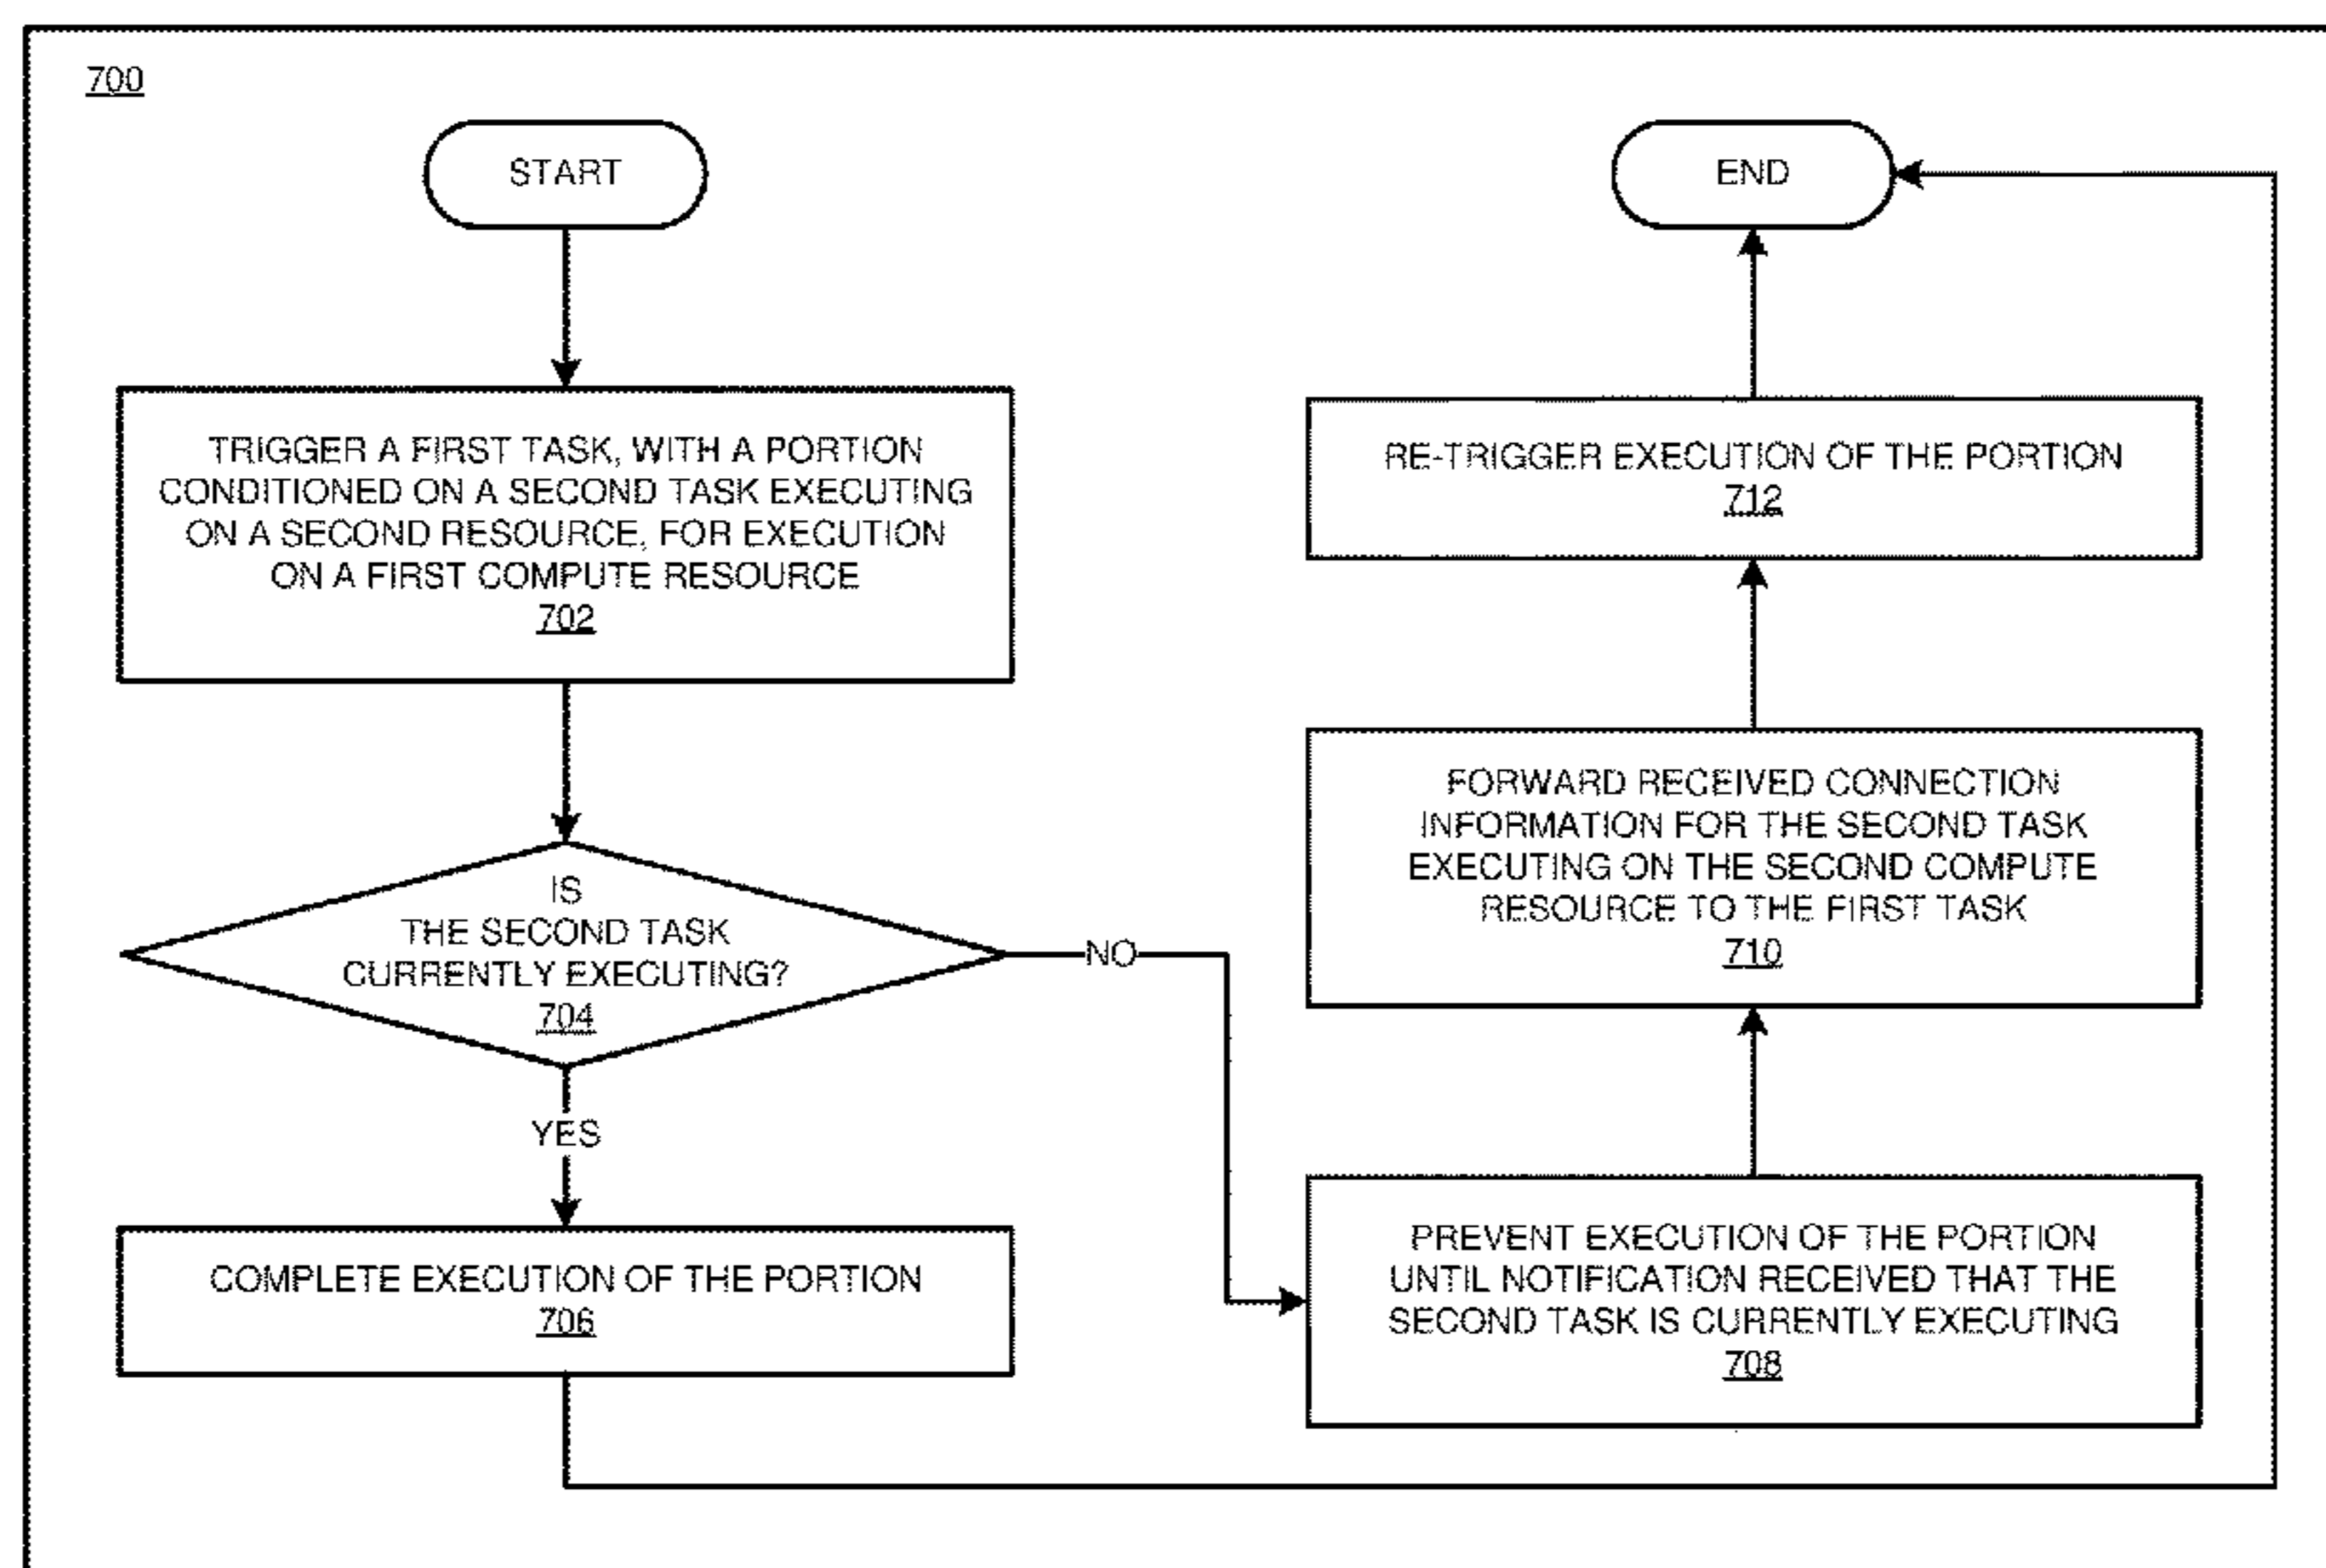 700
START
TRIGGER A FIRST TASK, WITH A PORTION
CONDITIONED ON A SECOND TASK EXECUTING
ON A SECOND RESOURCE, FOR EXECUTION
ON A FIRST COMPUTE RESOURCE
702
IS
THE SECOND TASK
CURRENTLY EXECUTING?
704
NO
YES
COMPLETE EXECUTION OF THE PORTION
706
PREVENT EXECUTION OF THE PORTION
UNTIL NOTIFICATION RECEIVED THAT THE
SECOND TASK IS CURRENTLY EXECUTING
708
FORWARD RECEIVED CONNECTION
INFORMATION FOR THE SECOND TASK
EXECUTING ON THE SECOND COMPUTE
RESOURCE TO THE FIRST TASK
710
RE-TRIGGER EXECUTION OF THE PORTION
712
END